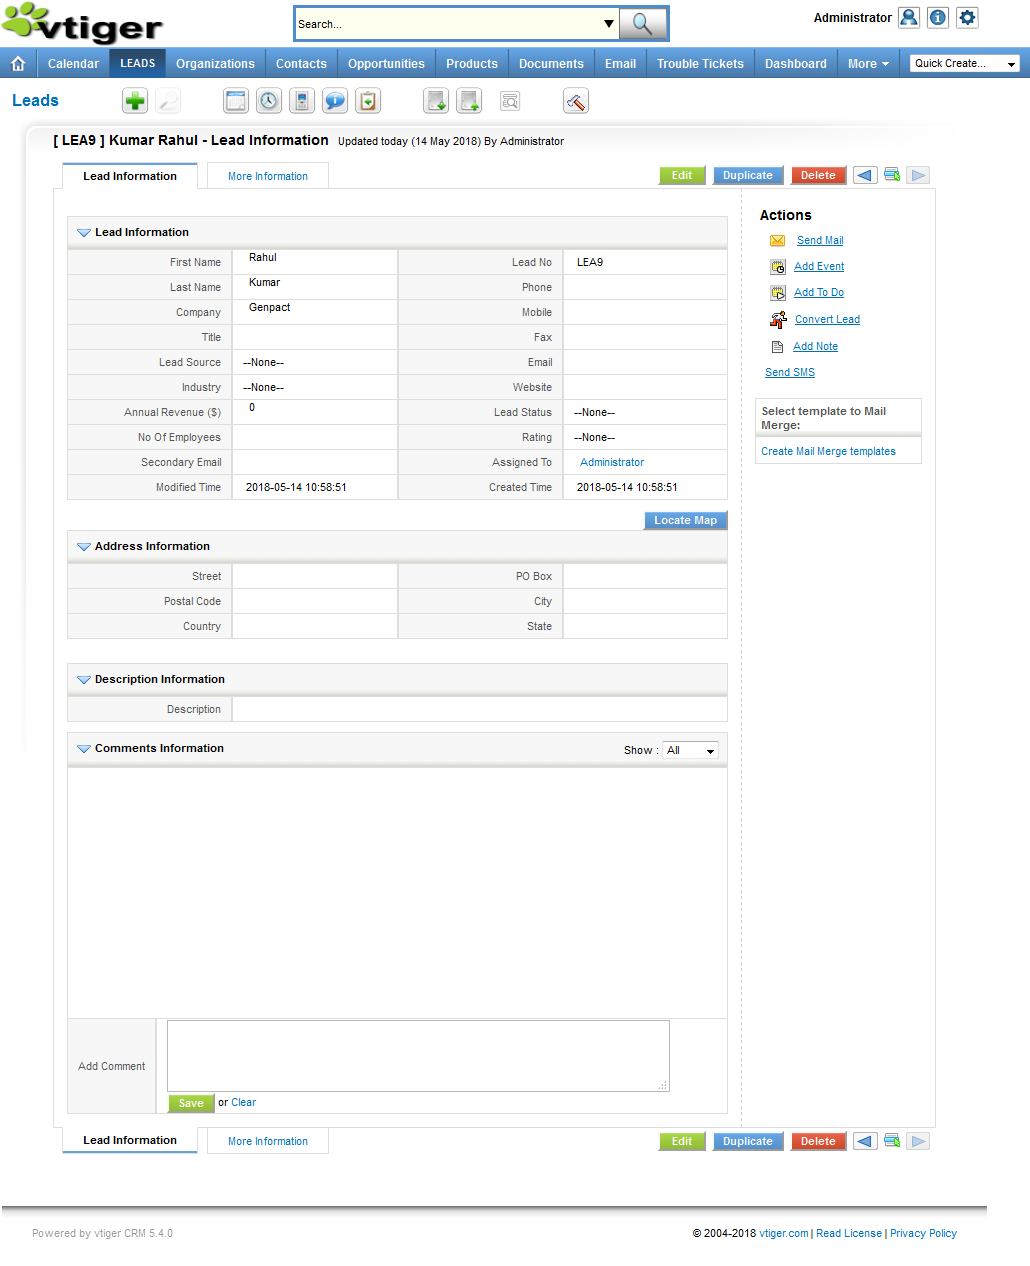 vtiger
Search...
Administrator
Calendar LEADS Organizations Contacts Opportunities Products Documents Email Trouble Tickets Dashboard More Quick Create...
Leads
[ LEA9 ] Kumar Rahul - Lead Information Updated today (14 May 2018) By Administrator
Lead Information More Information Edit Duplicate Delete
Lead Information
First Name Rahul Lead No LEA9
Last Name Kumar Phone
Company Genpact Mobile
Title Fax
Lead Source --None-- Email
Industry --None-- Website
Annual Revenue ($) 0 Lead Status --None--
No Of Employees Rating --None--
Secondary Email Assigned To Administrator
Modified Time 2018-05-14 10:58:51 Created Time 2018-05-14 10:58:51
Actions
Send Mail
Add Event
Add To Do
Convert Lead
Add Note
Send SMS
Select template to Mail
Merge:
Create Mail Merge templates
Locate Map
Address Information
Street PO Box
Postal Code City
Country State
Description Information
Description
Comments Information Show : All
Add Comment
Save or Clear
Lead Information More Information Edit Duplicate Delete
Powered by vtiger CRM 5.4.0 © 2004-2018 vtiger.com | Read License | Privacy Policy